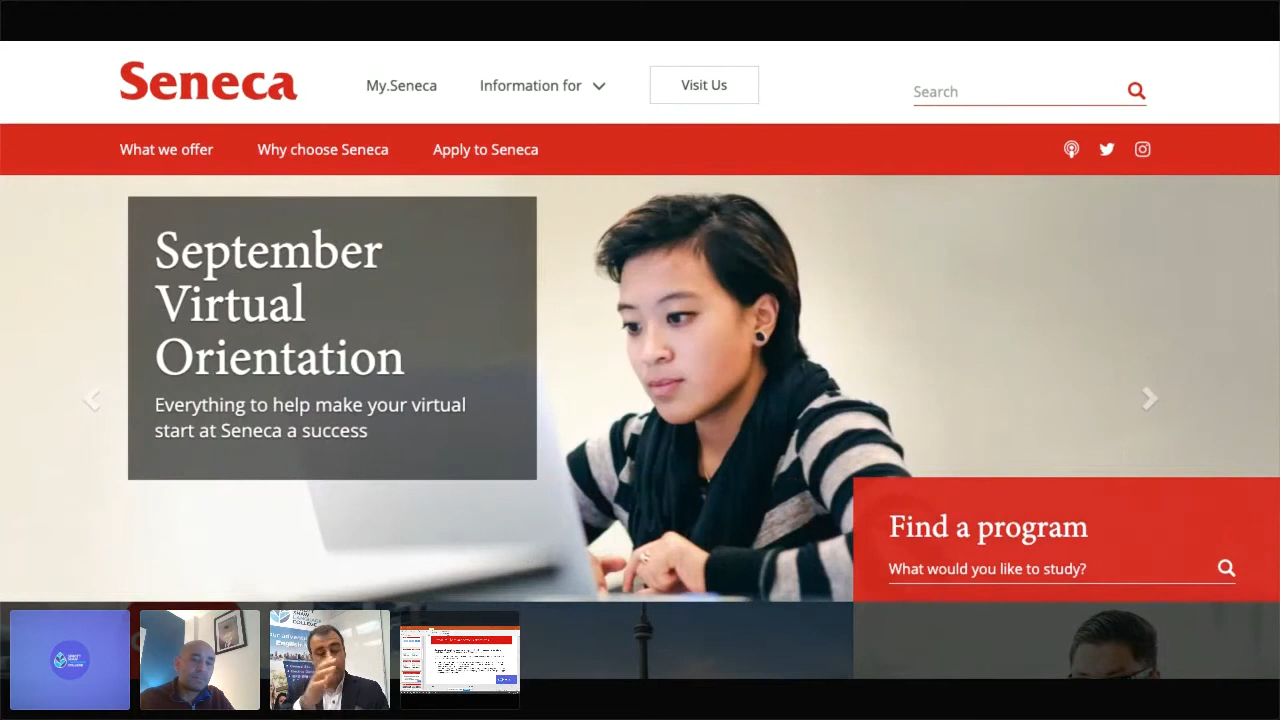 Seneca
My.Seneca
Information for
Visit Us
Search
What we offer
Why choose Seneca
Apply to Seneca
September
Virtual
Orientation
Everything to help make your virtual
start at Seneca a success
Find a program
What would you like to study?